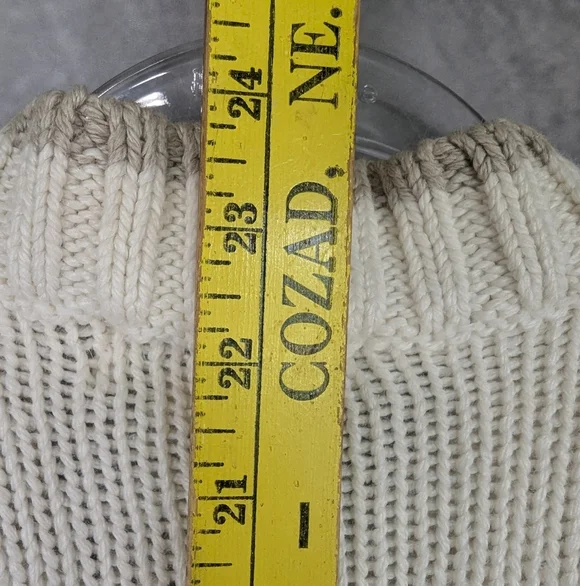 24
23
22
21
— COZAD, NE.